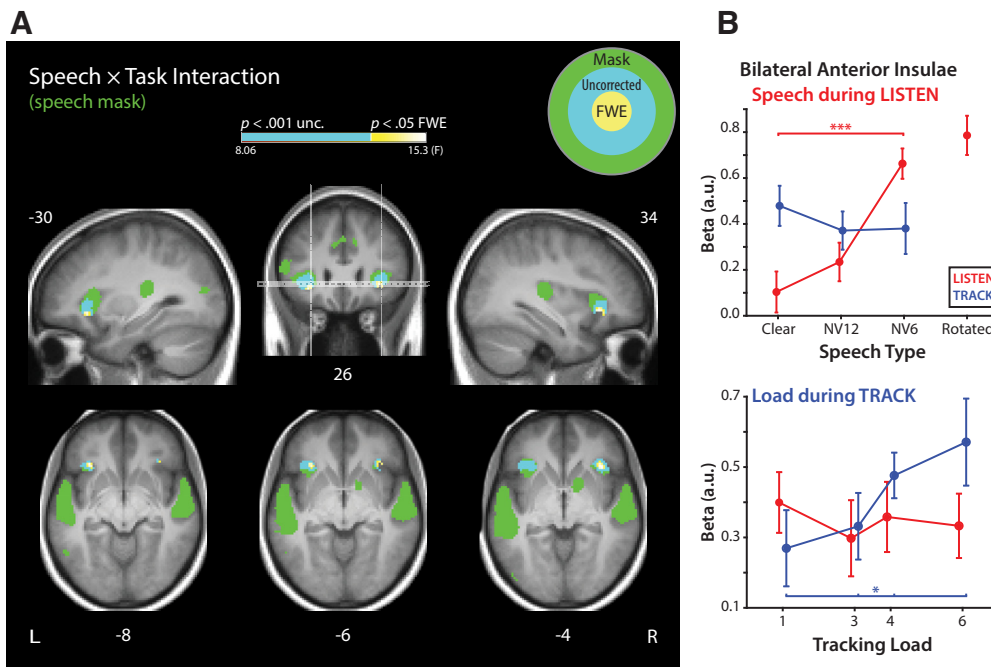 A
Speech × Task Interaction
(speech mask)
p < .001 unc. p < .05 FWE
8.06 15.3 (F)
Mask
Uncorrected
FWE
-30
34
26
L -8 -6 -4 R
B
Bilateral Anterior Insulae
Speech during LISTEN
***
0.8
0.6
0.4
0.2
0.0
Beta (a.u.)
LISTEN
TRACK
Clear NV12 NV6 Rotated
Speech Type
Load during TRACK
0.7
0.5
0.3
0.1
Beta (a.u.)
*
1 3 4 6
Tracking Load